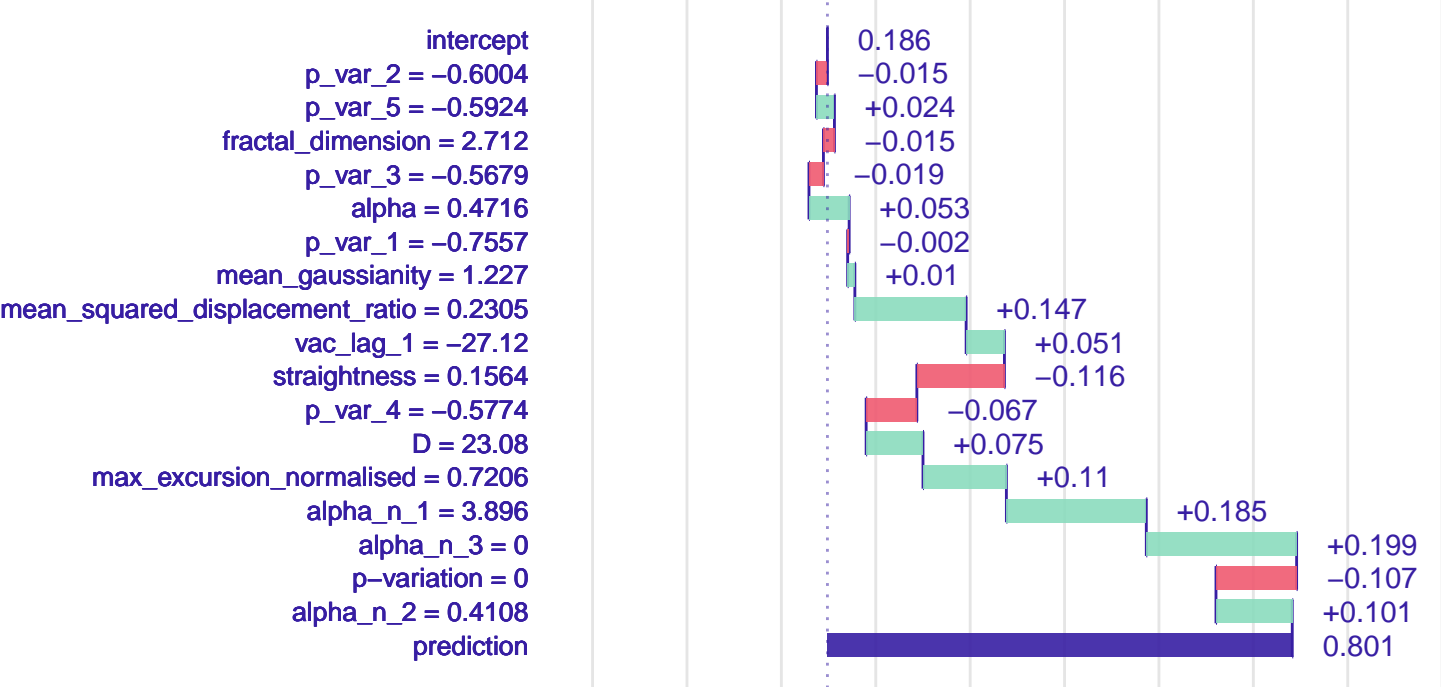 intercept 0.186
p_var_2 = −0.6004 −0.015
p_var_5 = −0.5924 +0.024
fractal_dimension = 2.712 −0.015
p_var_3 = −0.5679 −0.019
alpha = 0.4716 +0.053
p_var_1 = −0.7557 −0.002
mean_gaussianity = 1.227 +0.01
mean_squared_displacement_ratio = 0.2305 +0.147
vac_lag_1 = −27.12 +0.051
straightness = 0.1564 −0.116
p_var_4 = −0.5774 −0.067
D = 23.08 +0.075
max_excursion_normalised = 0.7206 +0.11
alpha_n_1 = 3.896 +0.185
alpha_n_3 = 0 +0.199
p−variation = 0 −0.107
alpha_n_2 = 0.4108 +0.101
prediction 0.801